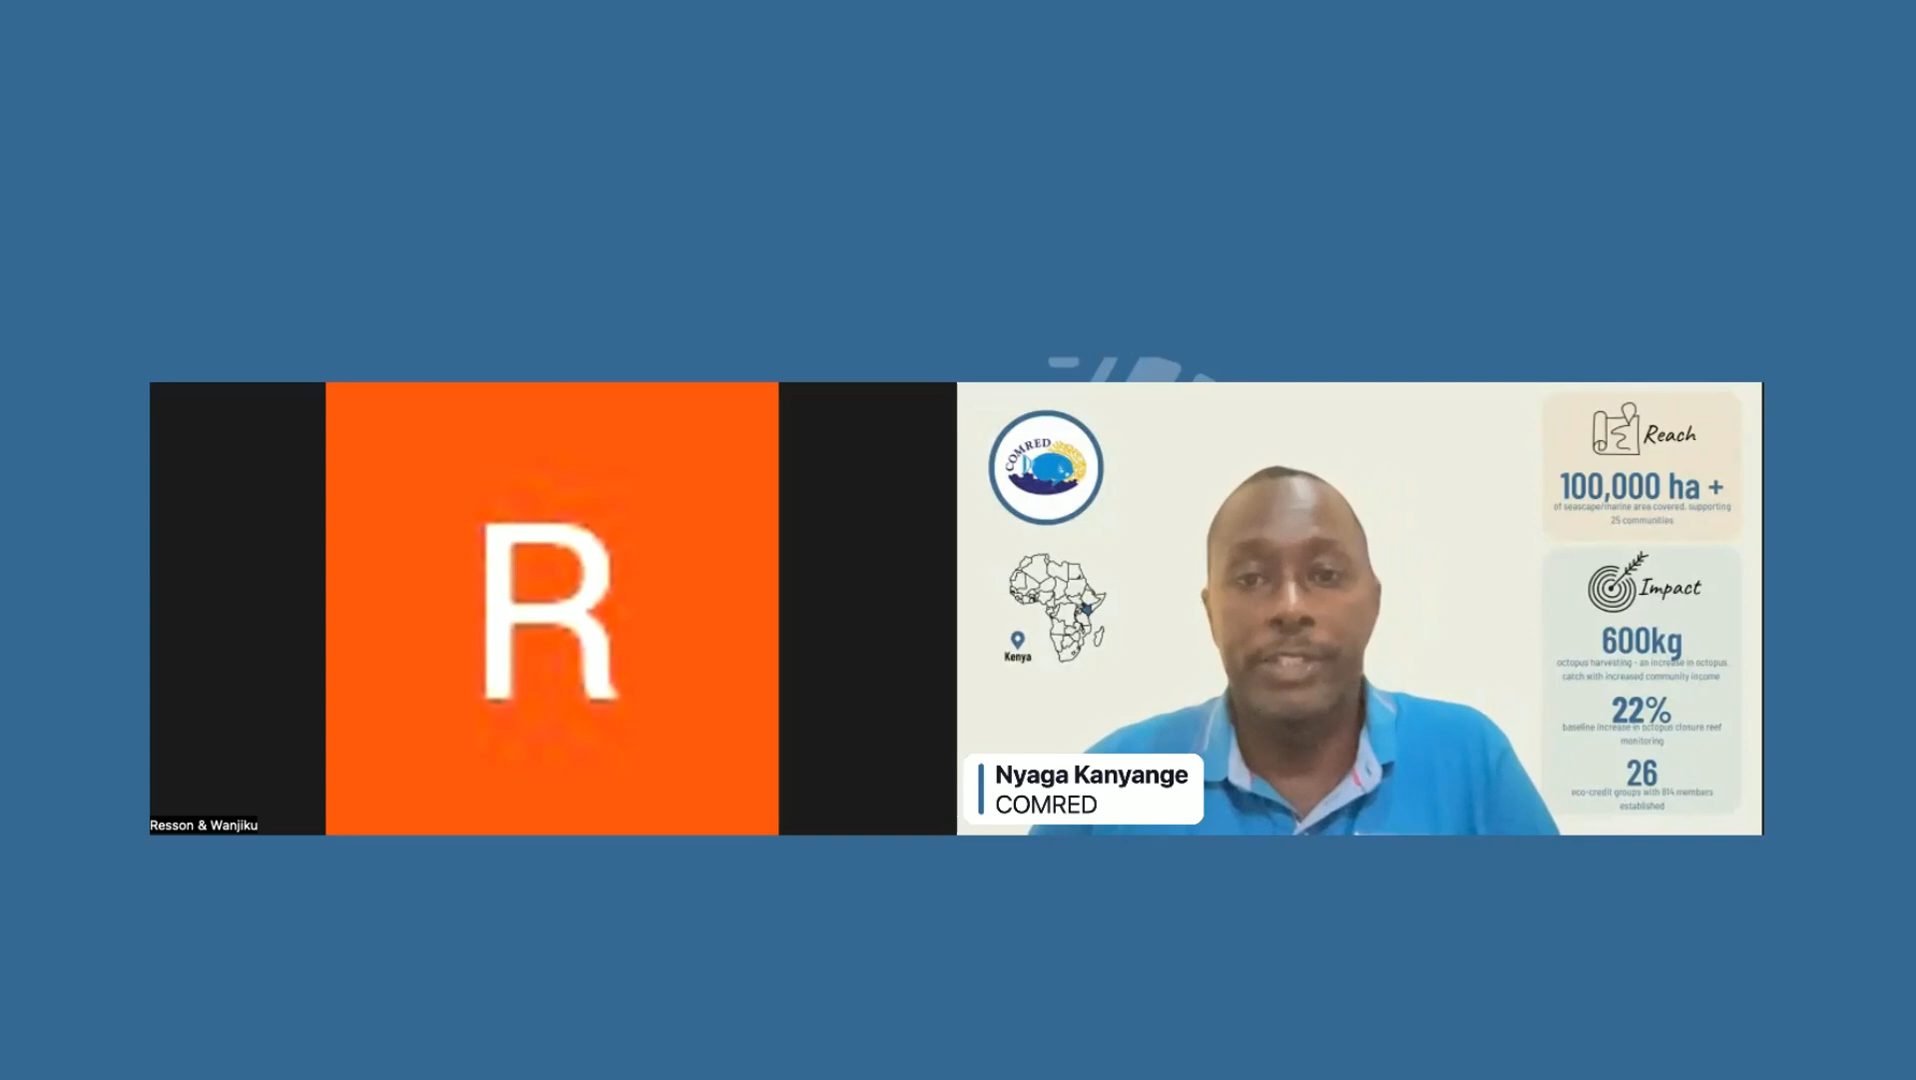 R
Resson & Wanjiku
COMRED
Kenya
Nyaga Kanyange
COMRED
Reach
100,000 ha +
of seascape/marine area covered, supporting
25 communities
Impact
600kg
octopus harvesting - an increase in octopus
catch with increased community income
22%
baseline increase in octopus closure reef
monitoring
26
eco-credit groups with 814 members
established